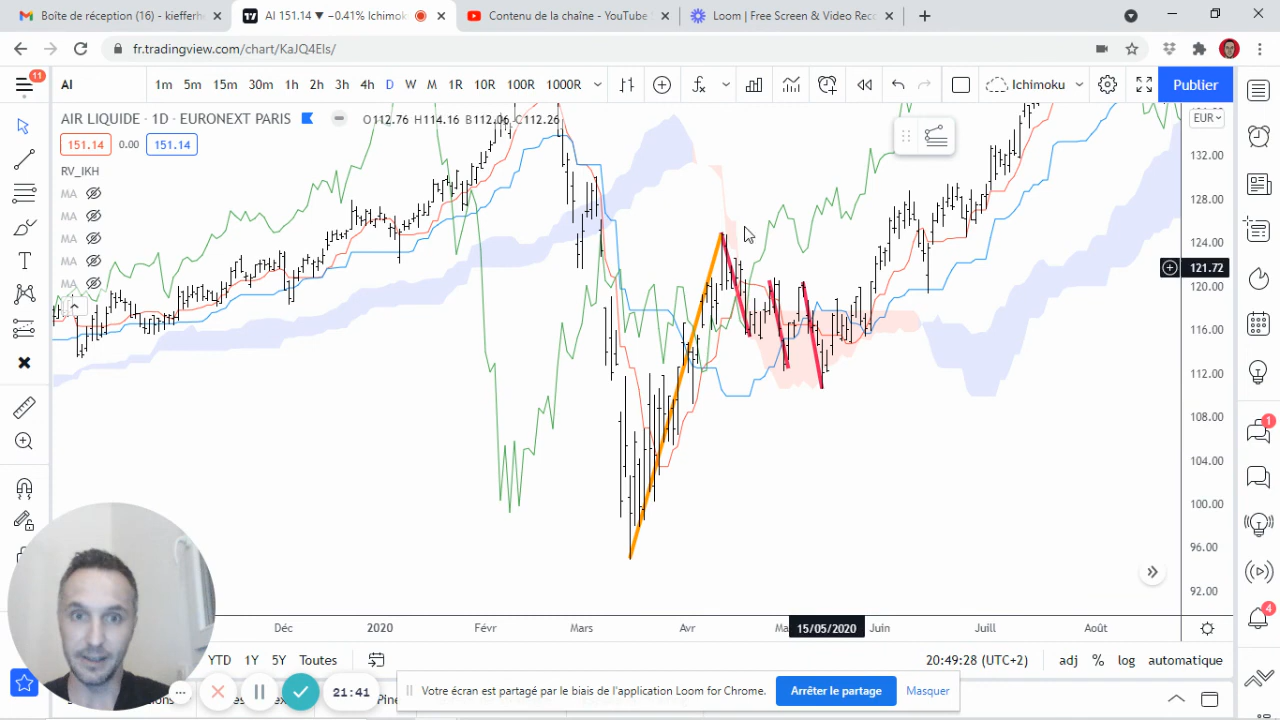 Boîte de réception (16) - kiefferh
AI 151.14 ▼ −0.41% Ichimok
Contenu de la chaîne - YouTube
Loom | Free Screen & Video Rec
fr.tradingview.com/chart/KaJQ4Els/
11
AI
1m 5m 15m 30m 1h 2h 3h 4h D W M 1R 10R 100R 1000R
Ichimoku
Publier
AIR LIQUIDE · 1D · EURONEXT PARIS
O112.76 H114.16 B112.06 C112.26
EUR
151.14 0.00 151.14
RV_IKH
MA
MA
MA
MA
MA
132.00
128.00
124.00
121.72
120.00
116.00
112.00
108.00
104.00
100.00
96.00
92.00
1
4
Déc 2020 Févr Mars Avr 15/05/2020 Juin Juill Août
YTD 1Y 5Y Toutes
20:49:28 (UTC+2) adj % log automatique
21:41
Votre écran est partagé par le biais de l'application Loom for Chrome.
Arrêter le partage
Masquer